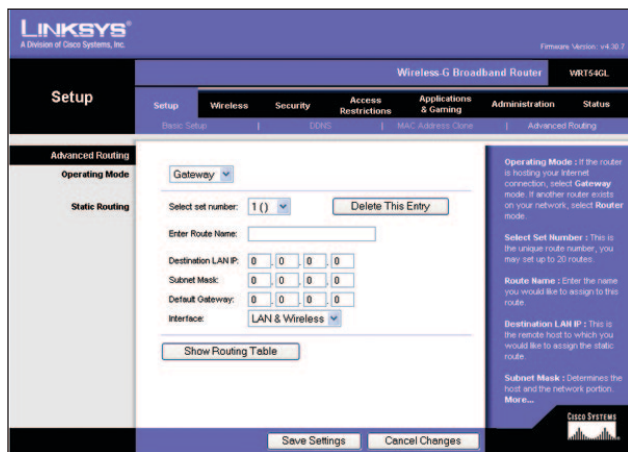 LINKSYS®
A Division of Cisco Systems, Inc.
Firmware Version: v4.30.7
Wireless-G Broadband Router WRT54GL
Setup
Setup Wireless Security Access Restrictions Applications & Gaming Administration Status
Basic Setup | DDNS | MAC Address Clone | Advanced Routing
Advanced Routing
Operating Mode
Gateway
Static Routing
Select set number: 1 () Delete This Entry
Enter Route Name:
Destination LAN IP: 0 . 0 . 0 . 0
Subnet Mask: 0 . 0 . 0 . 0
Default Gateway: 0 . 0 . 0 . 0
Interface: LAN & Wireless
Show Routing Table
Operating Mode : If the router
is hosting your Internet
connection, select Gateway
mode. If another router exists
on your network, select Router
mode.
Select Set Number : This is
the unique route number, you
may set up to 20 routes.
Route Name : Enter the name
you would like to assign to this
route.
Destination LAN IP : This is
the remote host to which you
would like to assign the static
route.
Subnet Mask : Determines the
host and the network portion.
More...
Save Settings Cancel Changes
CISCO SYSTEMS